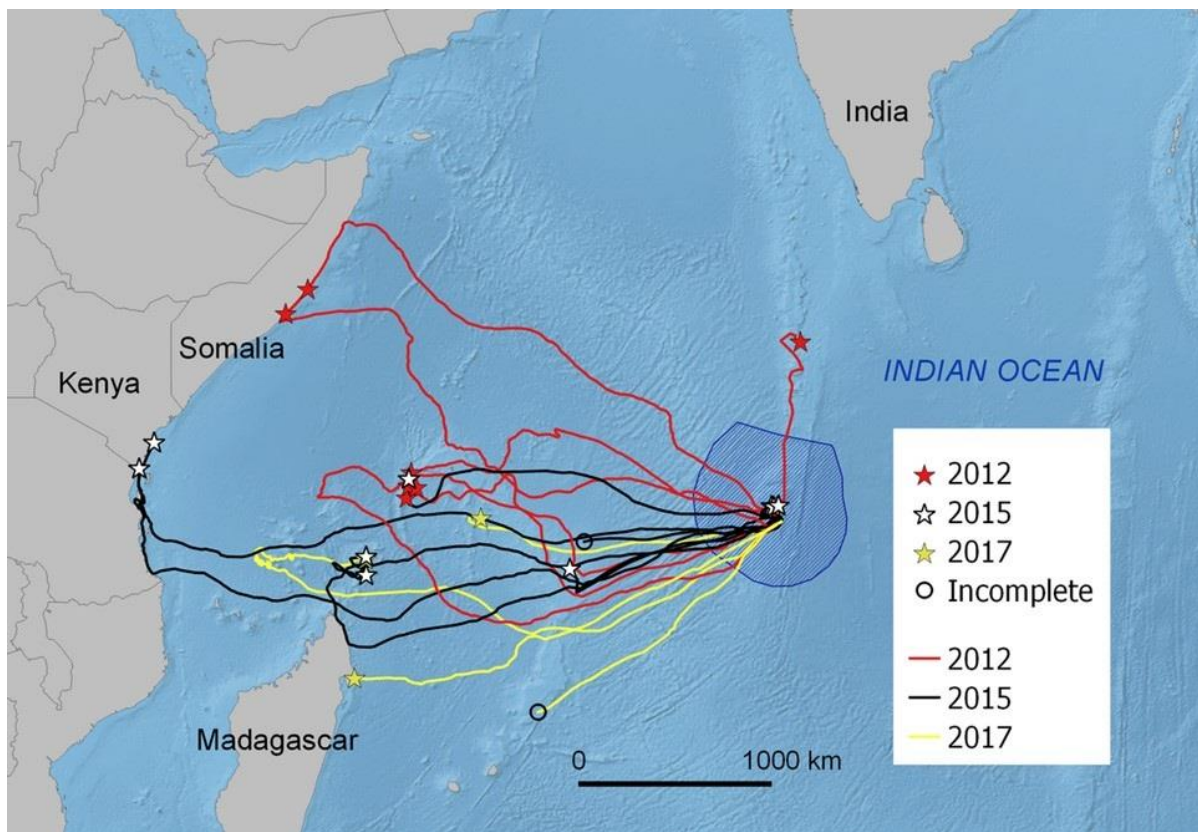 India
Somalia
Kenya
INDIAN OCEAN
2012
2015
2017
Incomplete
2012
2015
2017
Madagascar
0 1000 km